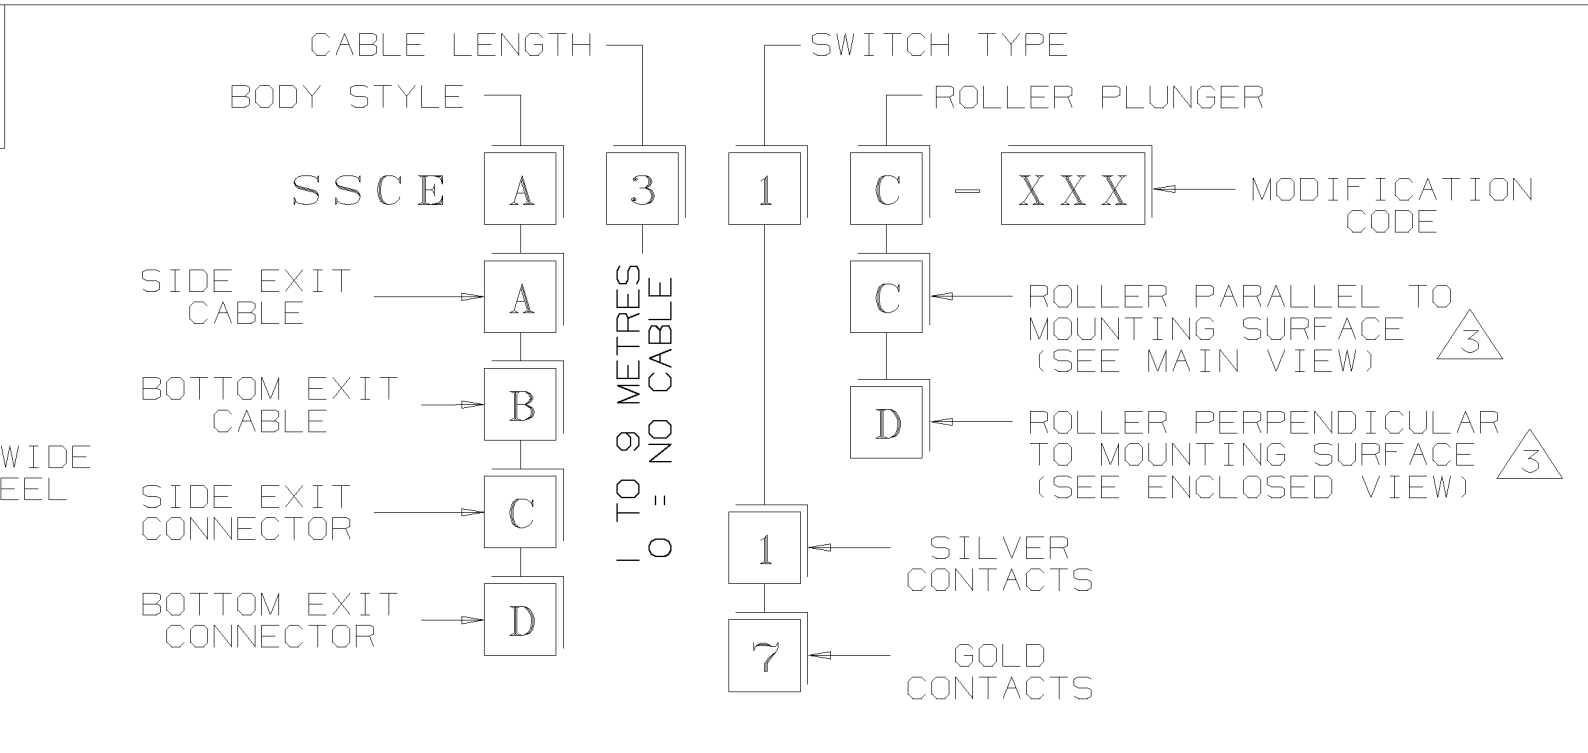 CABLE LENGTH
SWITCH TYPE
BODY STYLE
ROLLER PLUNGER
SSCE A 3 1 C - XXX
MODIFICATION
CODE
SIDE EXIT
CABLE
A
BOTTOM EXIT
CABLE
B
SIDE EXIT
CONNECTOR
C
BOTTOM EXIT
CONNECTOR
D
WIDE
EEL
1 TO 9 METRES
0 = NO CABLE
C
ROLLER PARALLEL TO
MOUNTING SURFACE
(SEE MAIN VIEW)
3
D
ROLLER PERPENDICULAR
TO MOUNTING SURFACE
(SEE ENCLOSED VIEW)
3
1
SILVER
CONTACTS
7
GOLD
CONTACTS